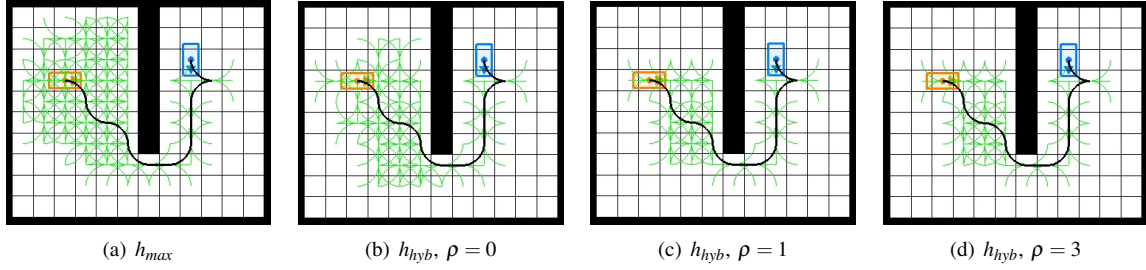 (a) h_max
(b) h_hyb, ρ = 0
(c) h_hyb, ρ = 1
(d) h_hyb, ρ = 3